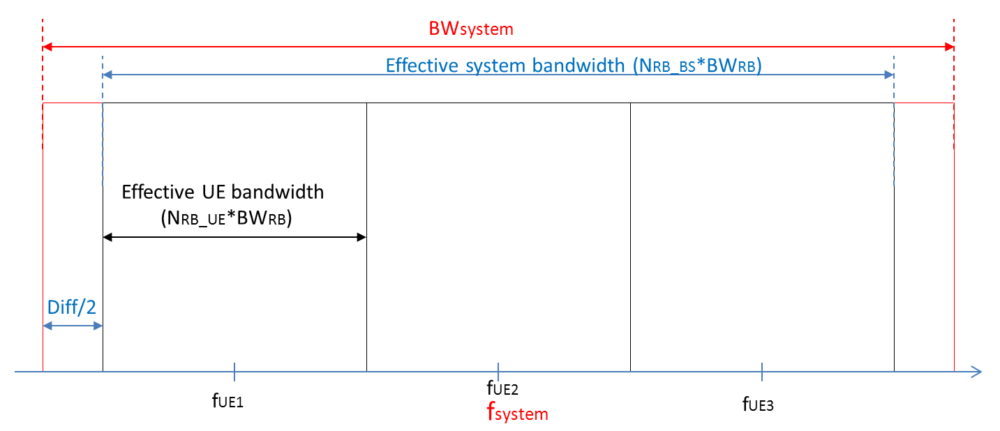 BWsystem
Effective system bandwidth (NRB_BS*BWRB)
Effective UE bandwidth
(NRB_UE*BWRB)
Diff/2
fUE1
fUE2
fsystem
fUE3